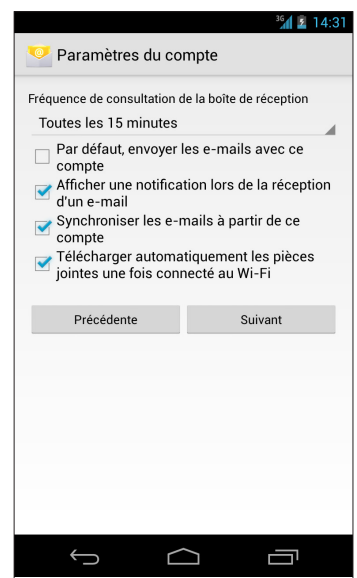 3G 14:31
Paramètres du compte
Fréquence de consultation de la boîte de réception
Toutes les 15 minutes
Par défaut, envoyer les e-mails avec ce
compte
Afficher une notification lors de la réception
d'un e-mail
Synchroniser les e-mails à partir de ce
compte
Télécharger automatiquement les pièces
jointes une fois connecté au Wi-Fi
Précédente Suivant